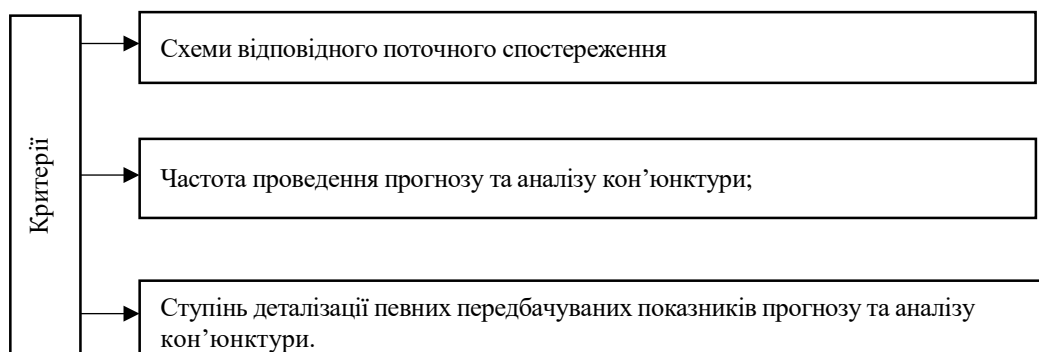 Критерії
Схеми відповідного поточного спостереження
Частота проведення прогнозу та аналізу кон’юнктури;
Ступінь деталізації певних передбачуваних показників прогнозу та аналізу
кон’юнктури.